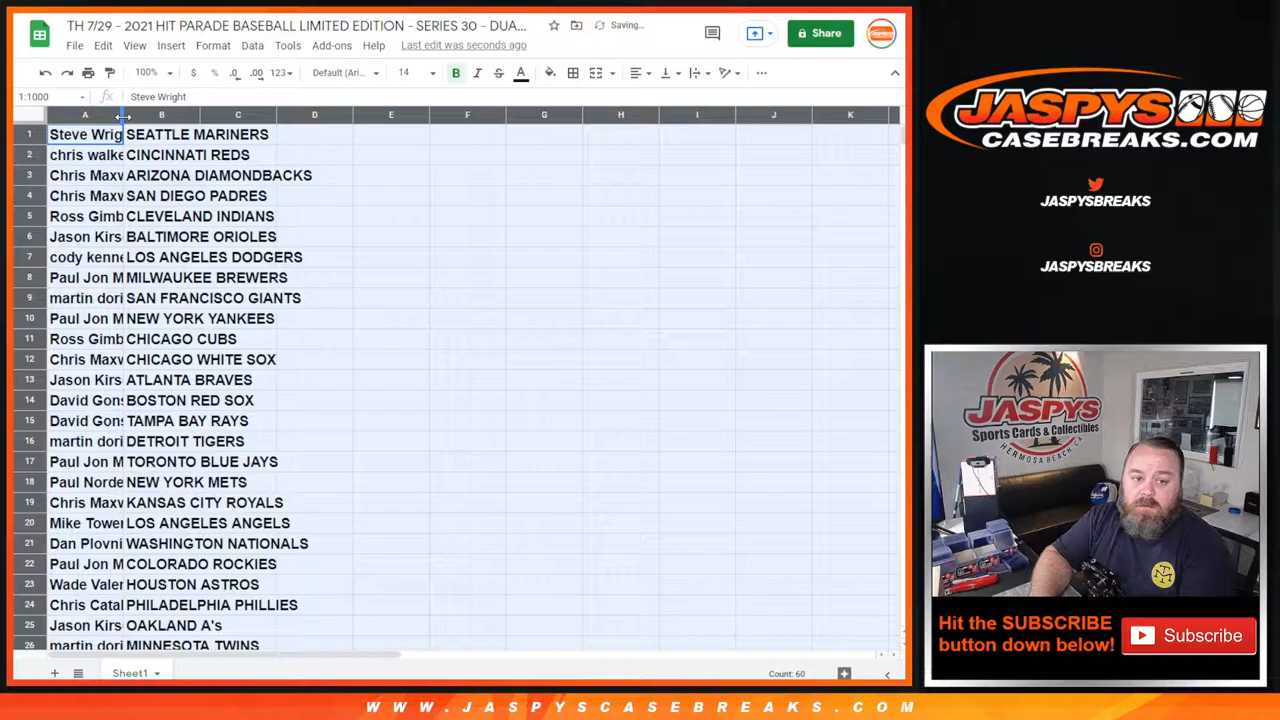 TH 7/29 - 2021 HIT PARADE BASEBALL LIMITED EDITION - SERIES 30 - DUA... Saving...
File Edit View Insert Format Data Tools Add-ons Help Last edit was seconds ago
Share
100% $ % .0 .00 123 Default (Ari... 14 B I S A
1:1000 fx Steve Wright
A B C D E F G H I J K
1 Steve Wrig SEATTLE MARINERS
2 chris walke CINCINNATI REDS
3 Chris Maxw ARIZONA DIAMONDBACKS
4 Chris Maxw SAN DIEGO PADRES
5 Ross Gimb CLEVELAND INDIANS
6 Jason Kirs BALTIMORE ORIOLES
7 cody kenne LOS ANGELES DODGERS
8 Paul Jon M MILWAUKEE BREWERS
9 martin dori SAN FRANCISCO GIANTS
10 Paul Jon M NEW YORK YANKEES
11 Ross Gimb CHICAGO CUBS
12 Chris Maxw CHICAGO WHITE SOX
13 Jason Kirs ATLANTA BRAVES
14 David Gons BOSTON RED SOX
15 David Gons TAMPA BAY RAYS
16 martin dori DETROIT TIGERS
17 Paul Jon M TORONTO BLUE JAYS
18 Paul Norde NEW YORK METS
19 Chris Maxw KANSAS CITY ROYALS
20 Mike Tower LOS ANGELES ANGELS
21 Dan Plovni WASHINGTON NATIONALS
22 Paul Jon M COLORADO ROCKIES
23 Wade Valer HOUSTON ASTROS
24 Chris Catal PHILADELPHIA PHILLIES
25 Jason Kirs OAKLAND A's
26 martin dori MINNESOTA TWINS
Sheet1 Count: 60
JASPYS
CASEBREAKS.COM
JASPYSBREAKS
JASPYSBREAKS
JASPYS
Sports Cards & Collectibles
HERMOSA BEACH CA
Hit the SUBSCRIBE
button down below!
Subscribe
WWW.JASPYSCASEBREAKS.COM